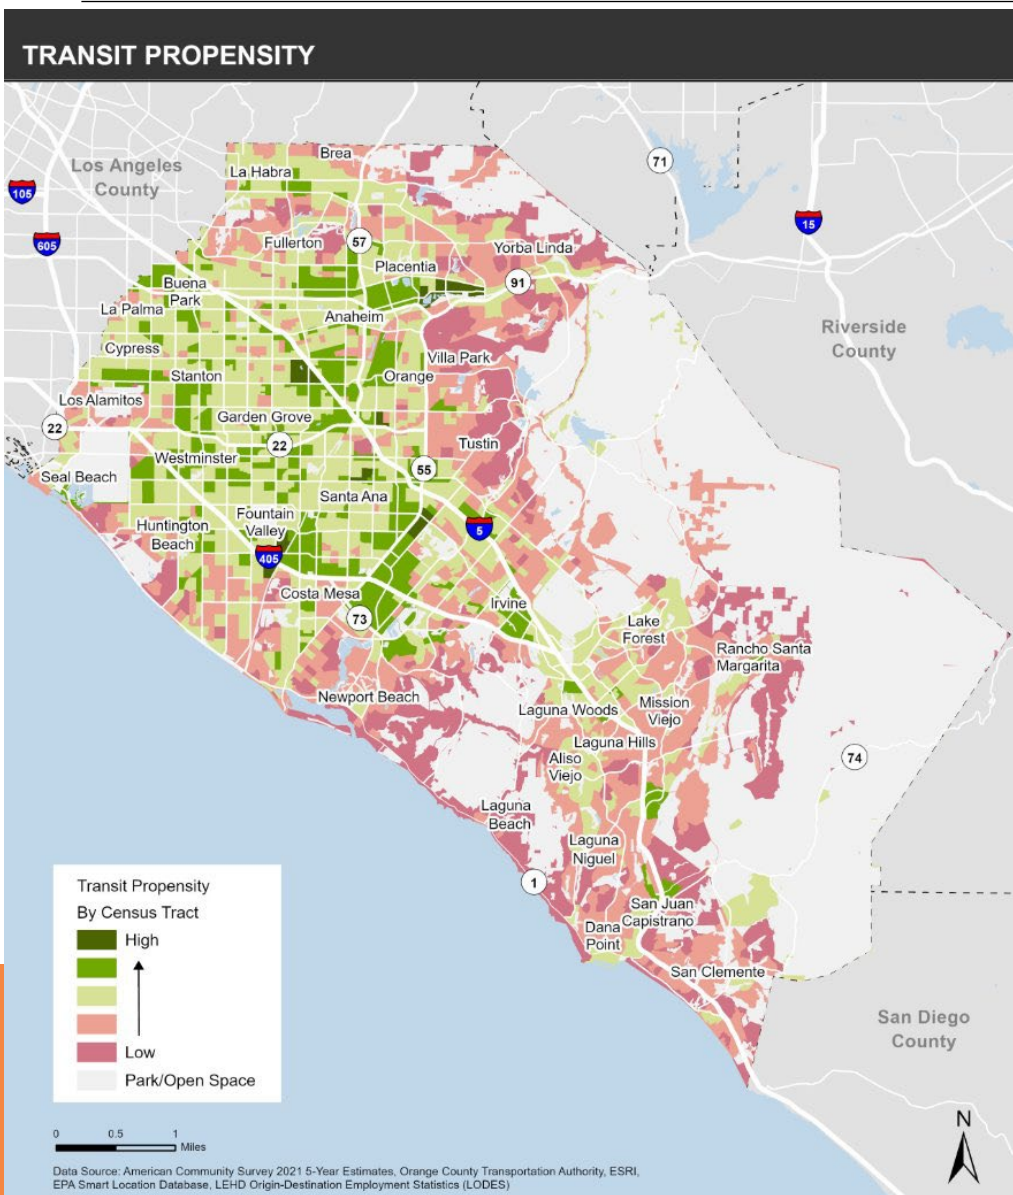 TRANSIT PROPENSITY
Los Angeles
County
105
605
Brea
La Habra
Fullerton
57
Placentia
Yorba Linda
91
71
15
Buena
Park
La Palma
Anaheim
Riverside
County
Cypress
Stanton
Villa Park
Orange
Los Alamitos
Garden Grove
22
22
Tustin
Westminster
55
Seal Beach
Santa Ana
Huntington
Beach
Fountain
Valley
5
405
Costa Mesa
73
Irvine
Lake
Forest
Rancho Santa
Margarita
Newport Beach
Laguna Woods
Mission
Viejo
Laguna Hills
Aliso
Viejo
74
Laguna
Beach
Laguna
Niguel
1
San Juan
Capistrano
Dana
Point
San Clemente
San Diego
County
Transit Propensity
By Census Tract
High
Low
Park/Open Space
0 0.5 1
Miles
N
Data Source: American Community Survey 2021 5-Year Estimates, Orange County Transportation Authority, ESRI,
EPA Smart Location Database, LEHD Origin-Destination Employment Statistics (LODES)